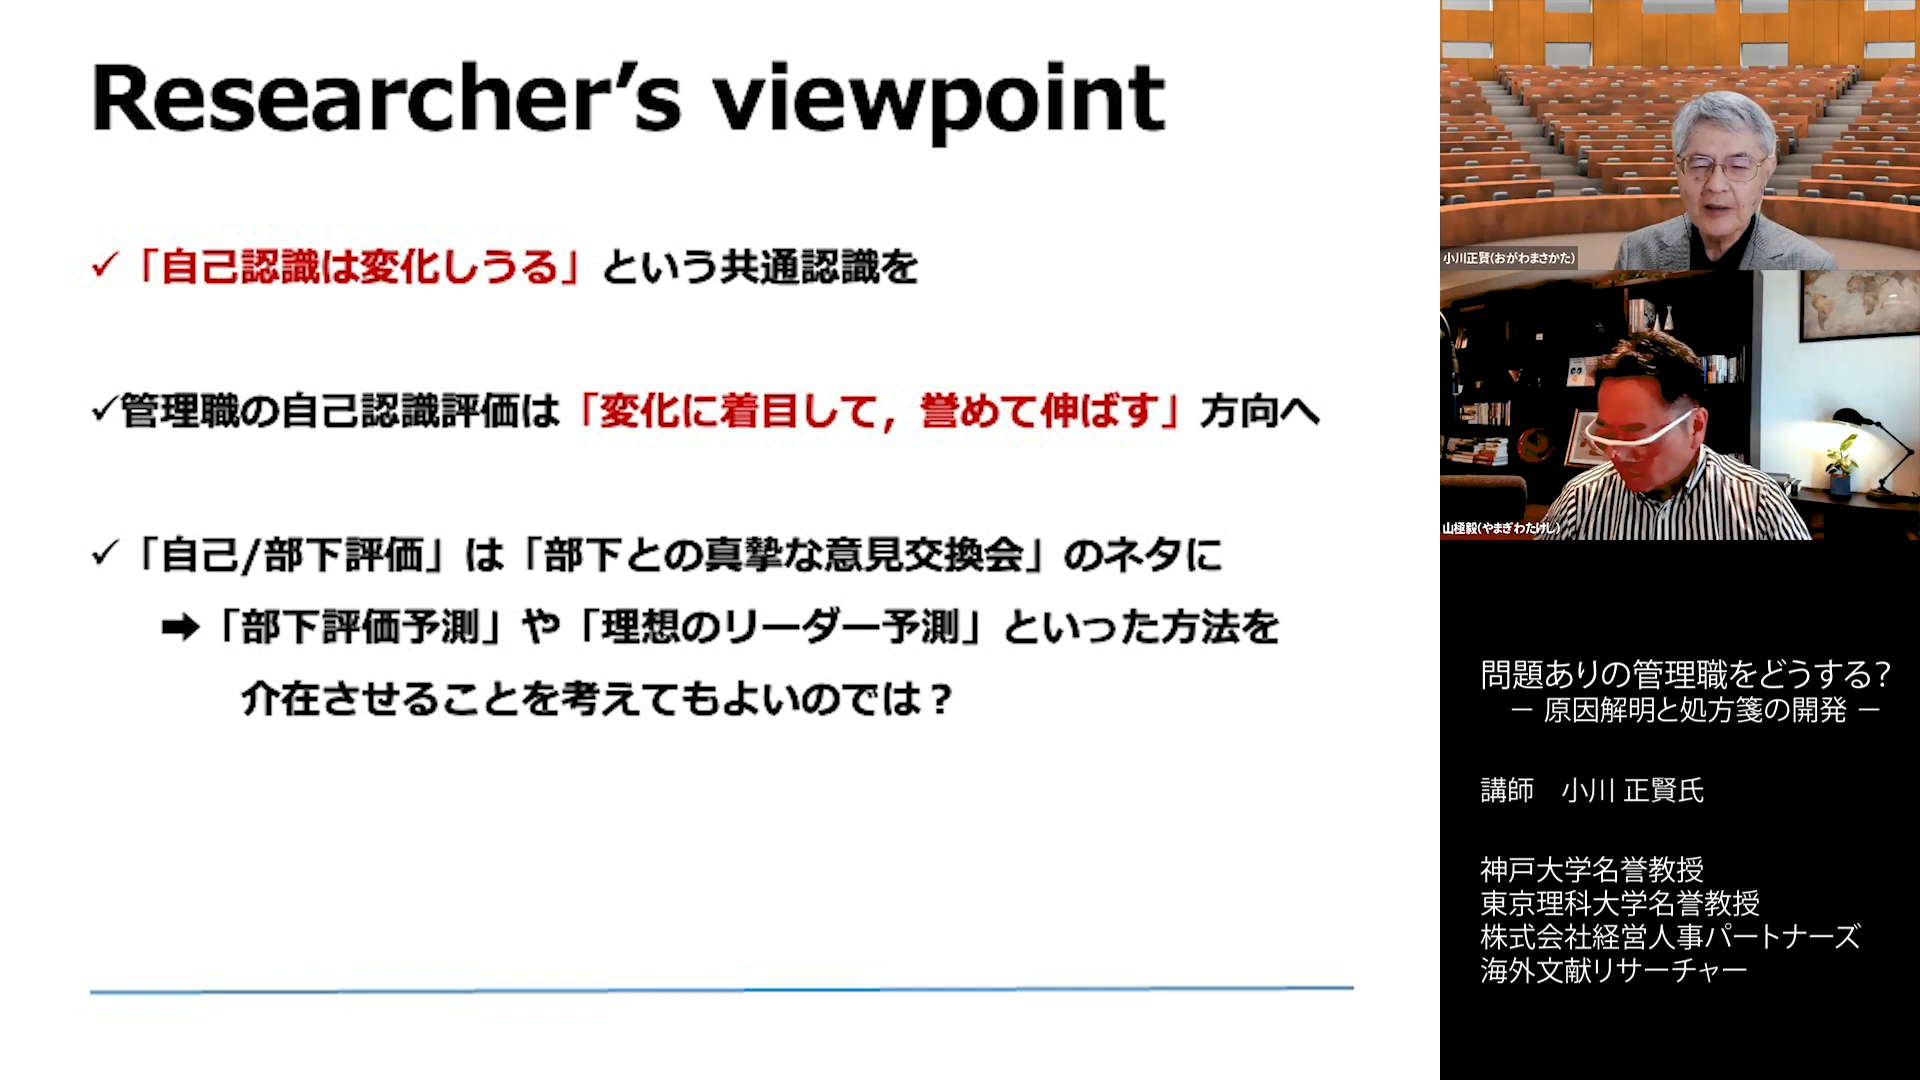 Researcher’s viewpoint
✓「自己認識は変化しうる」という共通認識を
✓管理職の自己認識評価は「変化に着目して，誉めて伸ばす」方向へ
✓「自己/部下評価」は「部下との真摯な意見交換会」のネタに
➡「部下評価予測」や「理想のリーダー予測」といった方法を
介在させることを考えてもよいのでは？
小川正賢(おがわまさかた)
山極毅(やまぎわたけし)
問題ありの管理職をどうする？
－ 原因解明と処方箋の開発 －
講師　小川 正賢氏
神戸大学名誉教授
東京理科大学名誉教授
株式会社経営人事パートナーズ
海外文献リサーチャー